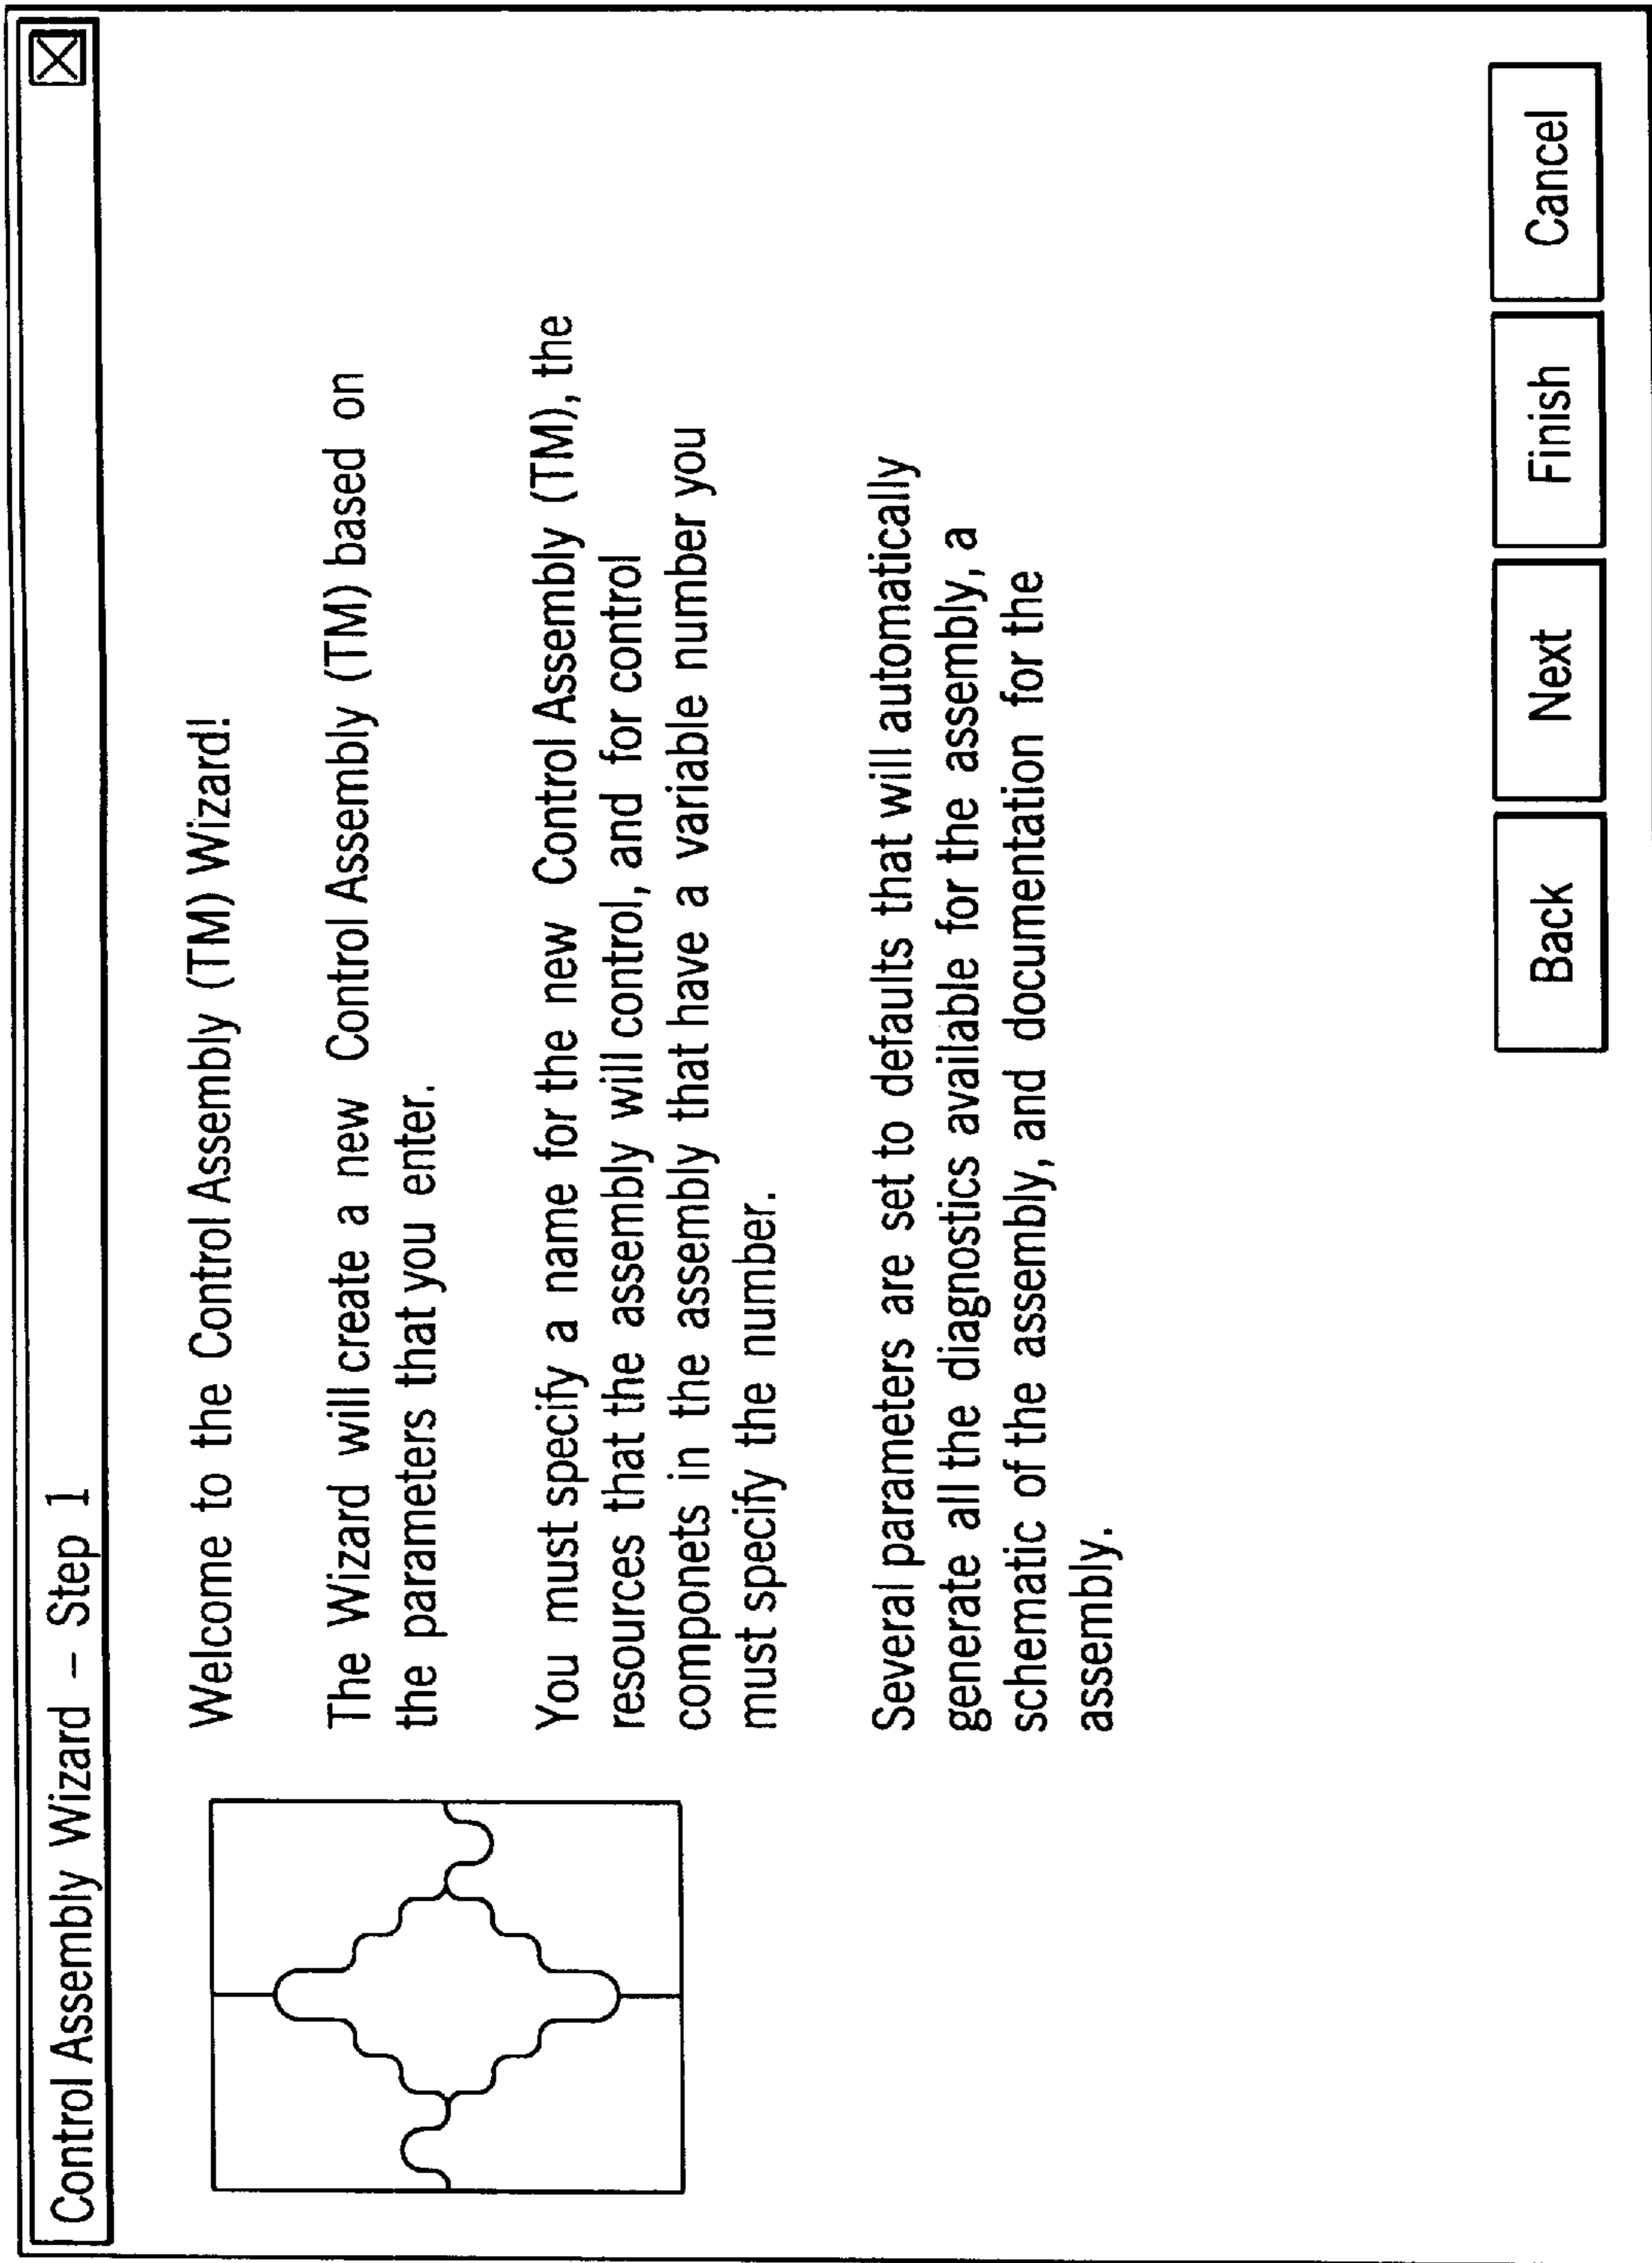 Control Assembly Wizard – Step 1
Welcome to the Control Assembly (TM) Wizard!
The Wizard will create a new Control Assembly (TM) based on
the parameters that you enter.
You must specify a name for the new Control Assembly (TM), the
resources that the assembly will control, and for control
componets in the assembly that have a variable number you
must specify the number.
Several parameters are set to defaults that will automatically
generate all the diagnostics available for the assembly, a
schematic of the assembly, and documentation for the
assembly.
Back Next Finish Cancel